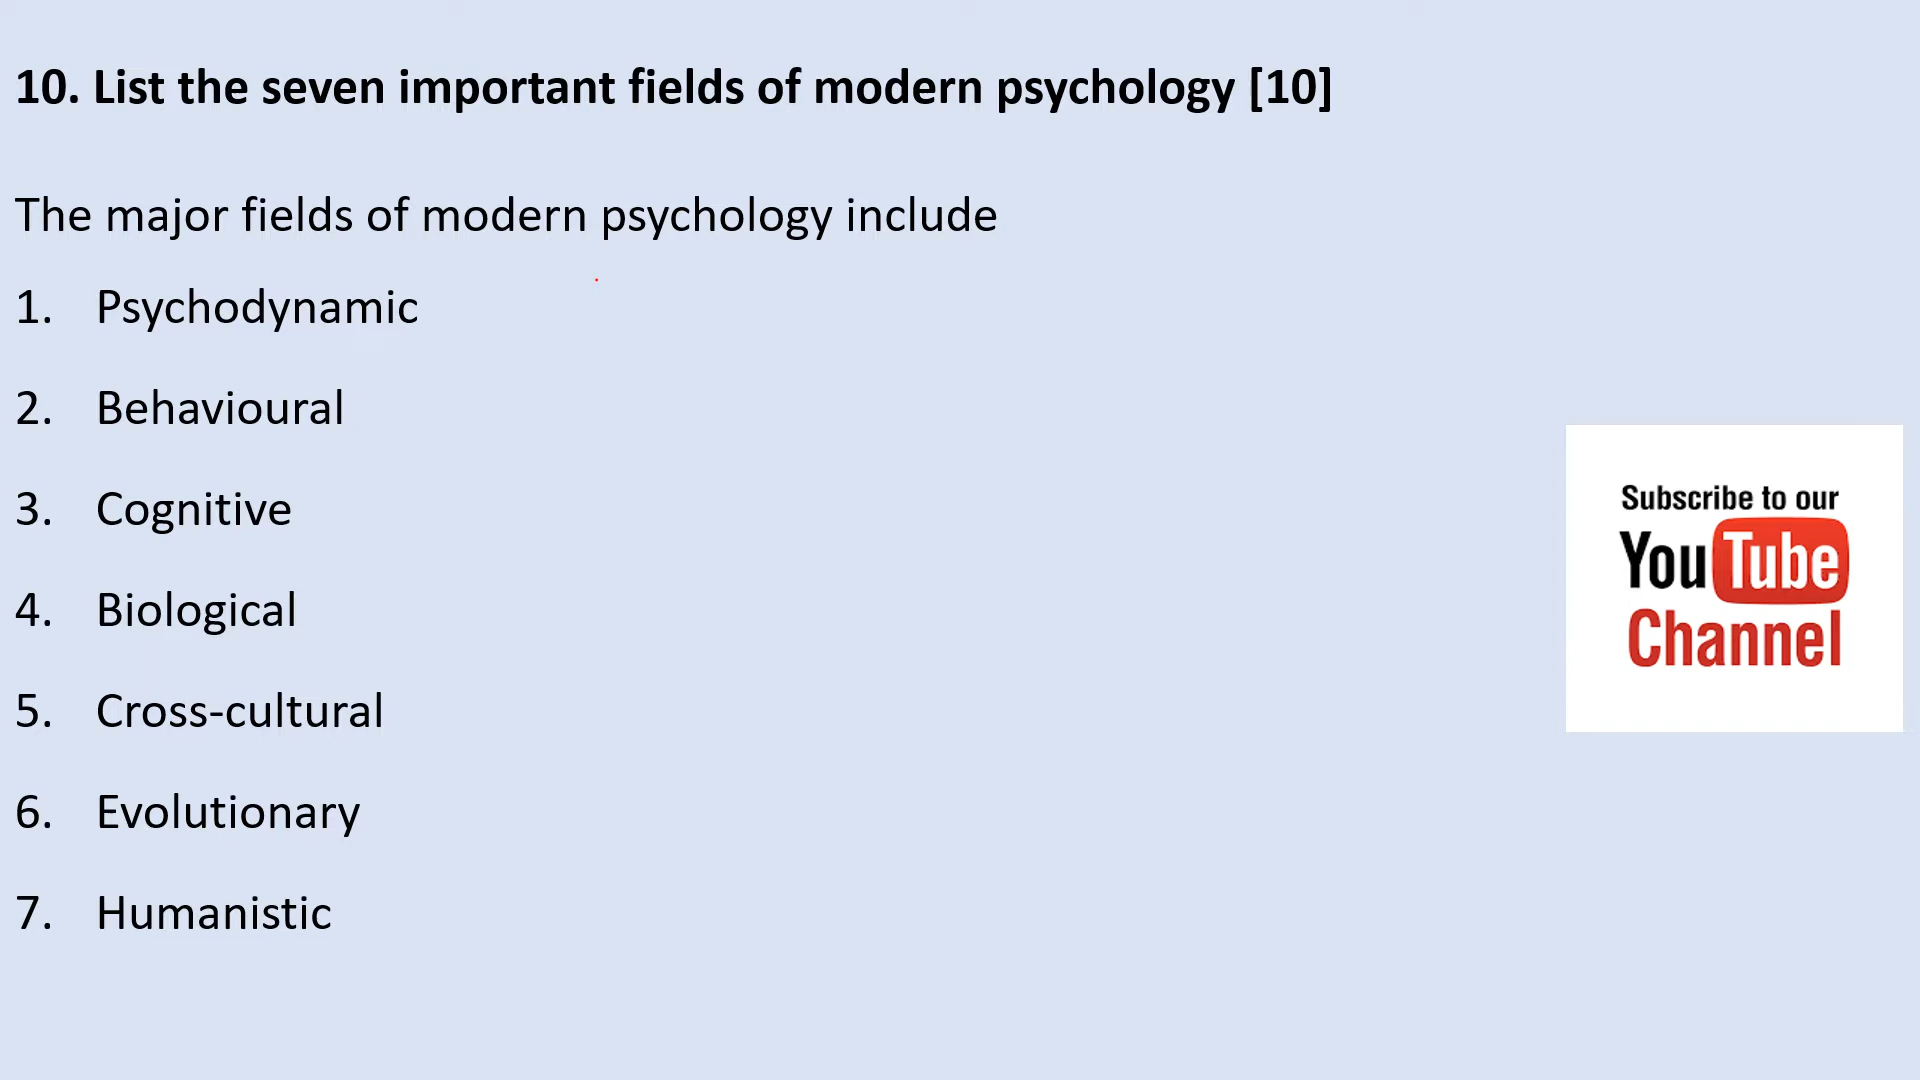 10. List the seven important fields of modern psychology [10]
The major fields of modern psychology include
1. Psychodynamic
2. Behavioural
3. Cognitive
4. Biological
5. Cross-cultural
6. Evolutionary
7. Humanistic
Subscribe to our
YouTube
Channel